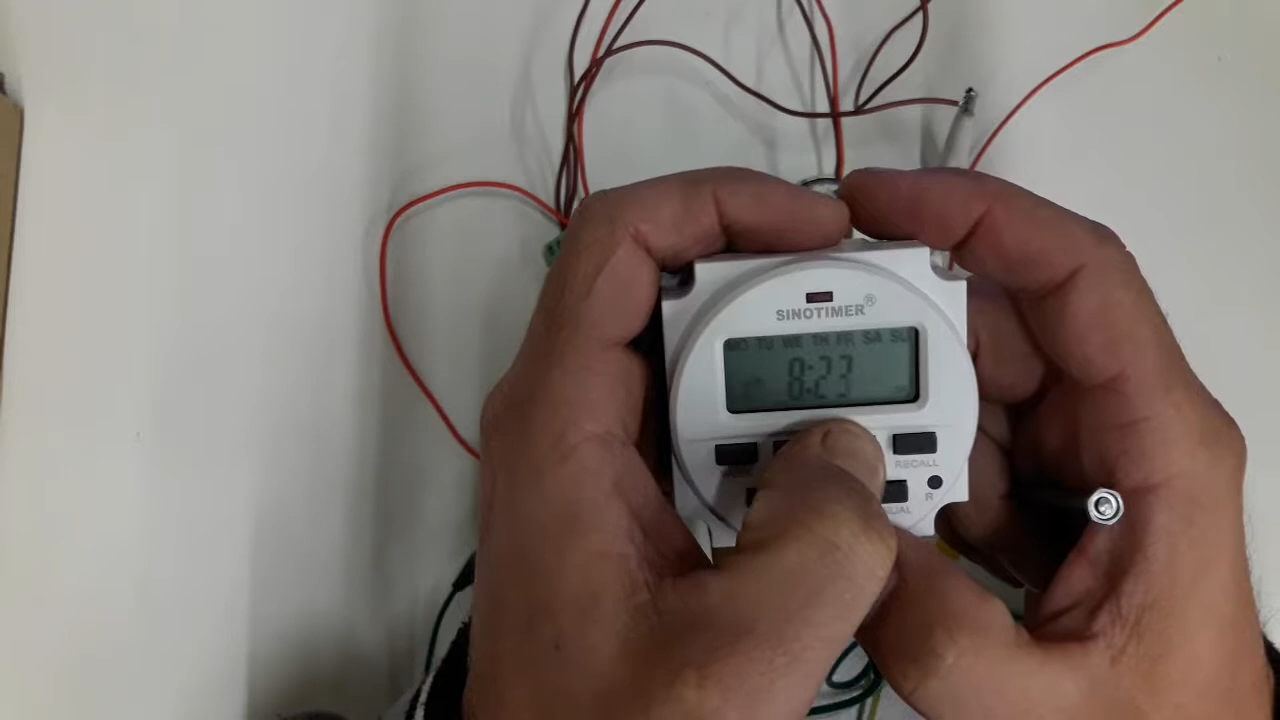 SINOTIMER®
MO TU WE TH FR SA SU
8:23
RECALL
R